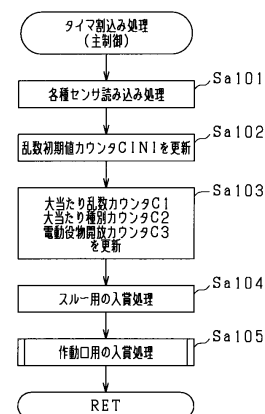 タイマ割込み処理
(主制御)
Sa101
各種センサ読み込み処理
Sa102
乱数初期値カウンタCINIを更新
Sa103
大当たり乱数カウンタC1
大当たり種別カウンタC2
電動役物開放カウンタC3
を更新
Sa104
スルー用の入賞処理
Sa105
作動口用の入賞処理
RET